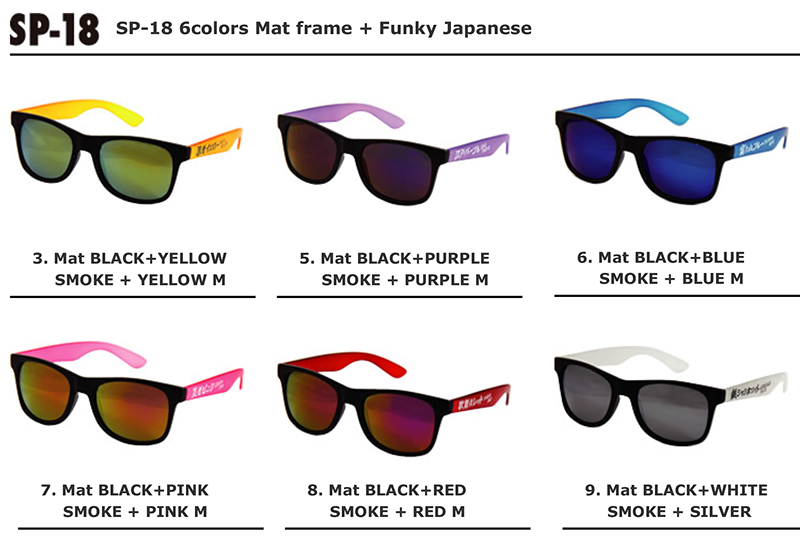 SP-18 SP-18 6colors Mat frame + Funky Japanese
3. Mat BLACK+YELLOW
SMOKE + YELLOW M
5. Mat BLACK+PURPLE
SMOKE + PURPLE M
6. Mat BLACK+BLUE
SMOKE + BLUE M
7. Mat BLACK+PINK
SMOKE + PINK M
8. Mat BLACK+RED
SMOKE + RED M
9. Mat BLACK+WHITE
SMOKE + SILVER